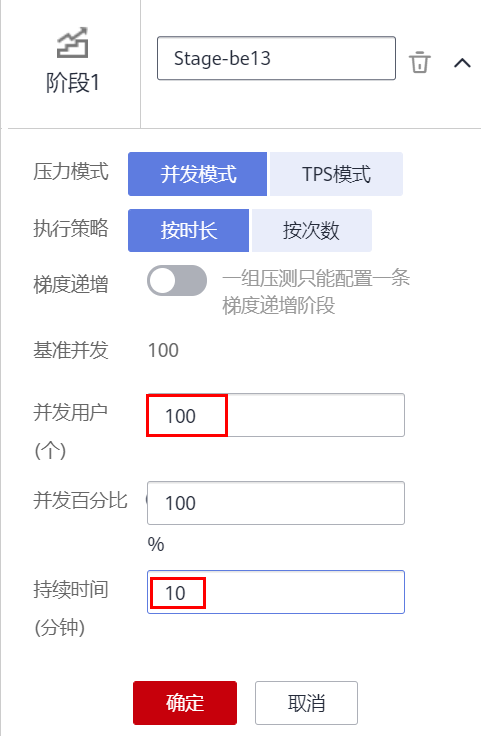 阶段1
Stage-be13
压力模式 并发模式 TPS模式
执行策略 按时长 按次数
梯度递增 一组压测只能配置一条
梯度递增阶段
基准并发 100
并发用户 100
(个)
并发百分比 100
%
持续时间 10
(分钟)
确定 取消